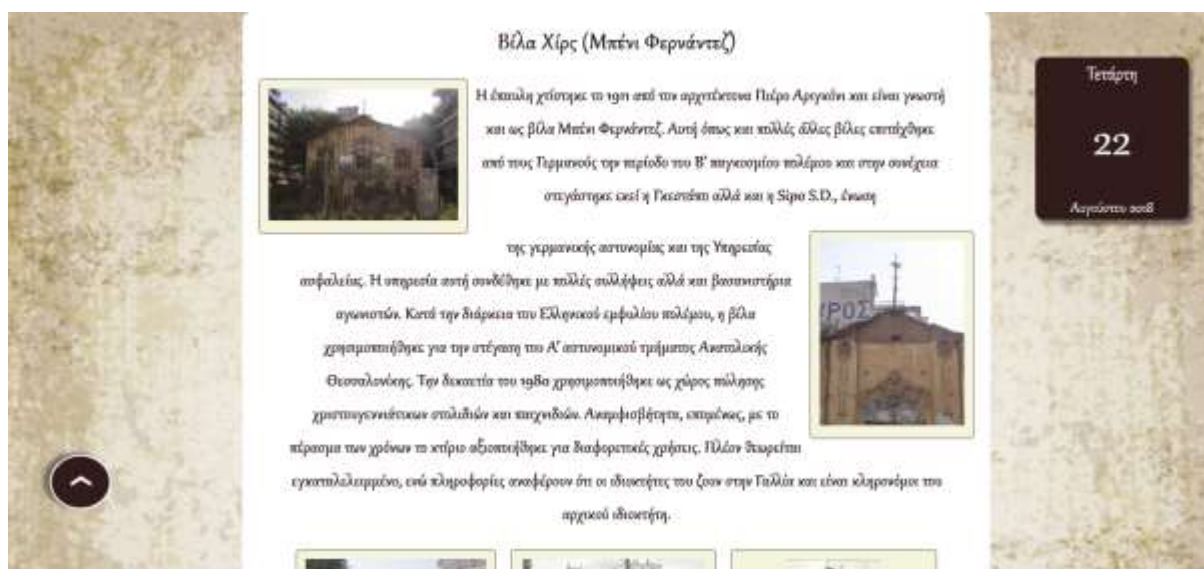 Βίλα Χίρς (Μπένι Φερνάντεζ)
Η έπαυλη χτίστηκε το 1911 από τον αρχιτέκτονα Πιέρο Αριγκόνι και είναι γνωστή
και ως βίλα Μπένι Φερνάντεζ. Αυτή όπως και πολλές άλλες βίλες επιτάχθηκε
από τους Γερμανούς την περίοδο του Β' παγκοσμίου πολέμου και στην συνέχεια
στεγάστηκε εκεί η Γκεστάπο αλλά και η Sipo S.D., ένωση
της γερμανικής αστυνομίας και της Υπηρεσίας
ασφαλείας. Η υπηρεσία αυτή συνδέθηκε με πολλές συλλήψεις αλλά και βασανιστήρια
αγωνιστών. Κατά την διάρκεια του Ελληνικού εμφυλίου πολέμου, η βίλα
χρησιμοποιήθηκε για την στέγαση του Α' αστυνομικού τμήματος Ανατολικής
Θεσσαλονίκης. Την δεκαετία του 1980 χρησιμοποιήθηκε ως χώρος πώλησης
χριστουγεννιάτικων στολιδιών και παιχνιδιών. Αναμφισβήτητα, επομένως, με το
πέρασμα των χρόνων το κτίριο αξιοποιήθηκε για διαφορετικές χρήσεις. Πλέον θεωρείται
εγκαταλελειμμένο, ενώ πληροφορίες αναφέρουν ότι οι ιδιοκτήτες του ζουν στην Γαλλία και είναι κληρονόμοι του
αρχικού ιδιοκτήτη.
ΡΟΣ
Τετάρτη
22
Αυγούστου 2018